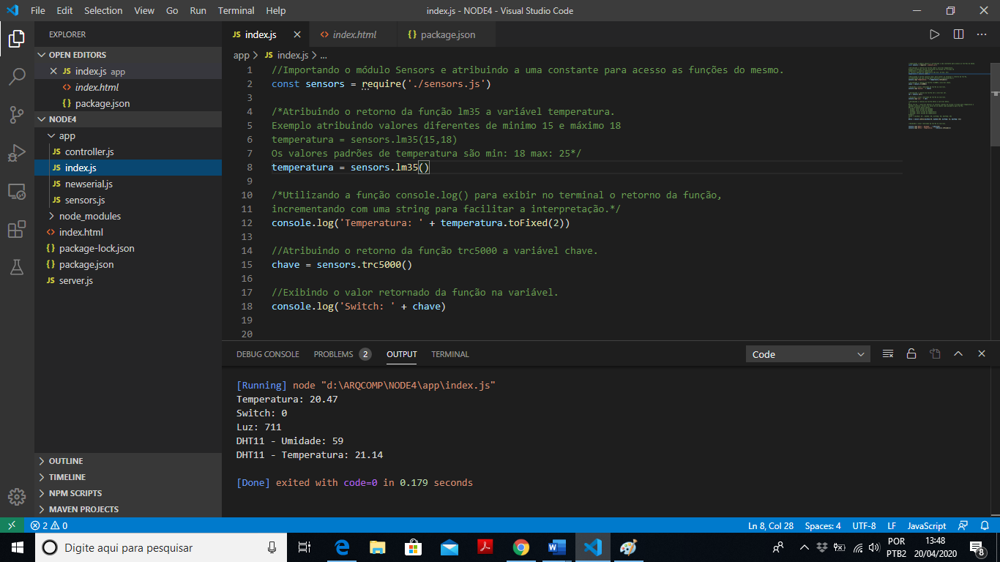 File Edit Selection View Go Run Terminal Help index.js - NODE4 - Visual Studio Code
EXPLORER
OPEN EDITORS
index.js app
index.html
package.json
NODE4
app
controller.js
index.js
newserial.js
sensors.js
node_modules
index.html
package-lock.json
package.json
server.js
OUTLINE
TIMELINE
NPM SCRIPTS
MAVEN PROJECTS
index.js index.html package.json
app > index.js > ...
1 //Importando o módulo Sensors e atribuindo a uma constante para acesso as funções do mesmo.
2 const sensors = require('./sensors.js')
3
4 /*Atribuindo o retorno da função lm35 a variável temperatura.
5 Exemplo atribuindo valores diferentes de minimo 15 e máximo 18
6 temperatura = sensors.lm35(15,18)
7 Os valores padrões de temperatura são min: 18 max: 25*/
8 temperatura = sensors.lm35()
9
10 /*Utilizando a função console.log() para exibir no terminal o retorno da função,
11 incrementando com uma string para facilitar a interpretação.*/
12 console.log('Temperatura: ' + temperatura.toFixed(2))
13
14 //Atribuindo o retorno da função trc5000 a variável chave.
15 chave = sensors.trc5000()
16
17 //Exibindo o valor retornado da função na variável.
18 console.log('Switch: ' + chave)
19
20
DEBUG CONSOLE PROBLEMS 2 OUTPUT TERMINAL Code
[Running] node "d:\ARQCOMP\NODE4\app\index.js"
Temperatura: 20.47
Switch: 0
Luz: 711
DHT11 - Umidade: 59
DHT11 - Temperatura: 21.14
[Done] exited with code=0 in 0.179 seconds
2 0 Ln 8, Col 28 Spaces: 4 UTF-8 LF JavaScript
Digite aqui para pesquisar
POR
PTB2
13:48
20/04/2020
8